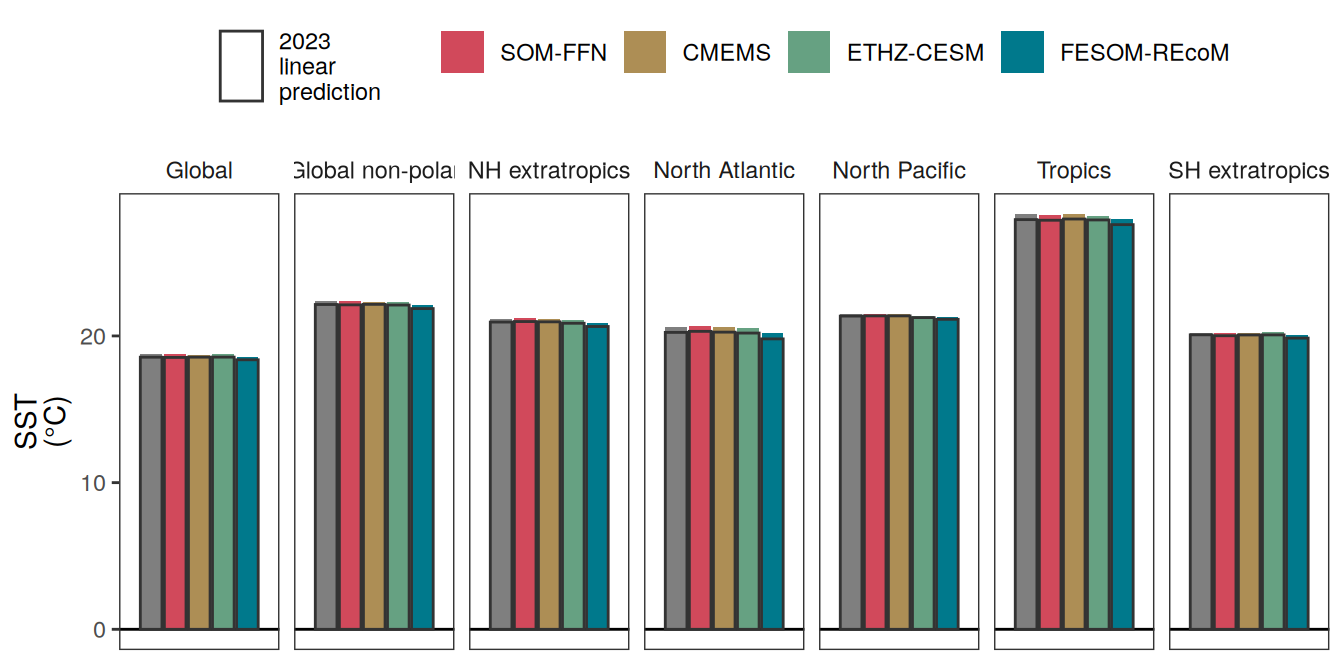 2023
linear
prediction
SOM-FFN
CMEMS
ETHZ-CESM
FESOM-REcoM
Global
Global non-polar
NH extratropics
North Atlantic
North Pacific
Tropics
SH extratropics
SST
(°C)
20
10
0